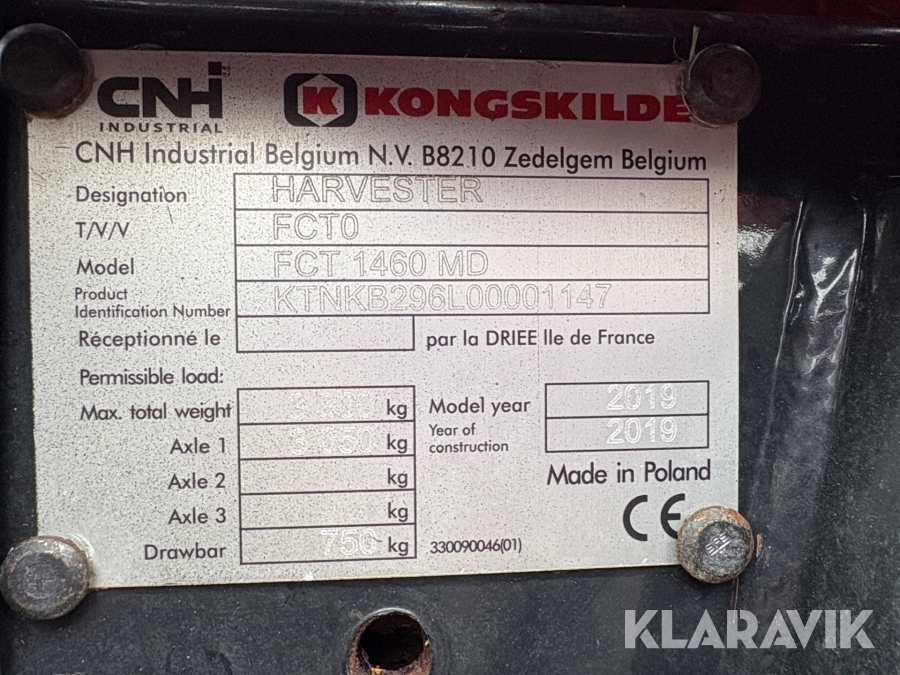 CNH
INDUSTRIAL
K KONGSKILDE
CNH Industrial Belgium N.V. B8210 Zedelgem Belgium
Designation HARVESTER
T/V/V FCT0
Model FCT 1460 MD
Product
Identification Number KTNKB296L00001147
Réceptionné le par la DRIEE Ile de France
Permissible load:
Max. total weight kg Model year 2019
Axle 1 kg Year of construction 2019
Axle 2 kg
Made in Poland
Axle 3 kg
CE
Drawbar 750 kg 330090046(01)
KLARAVIK